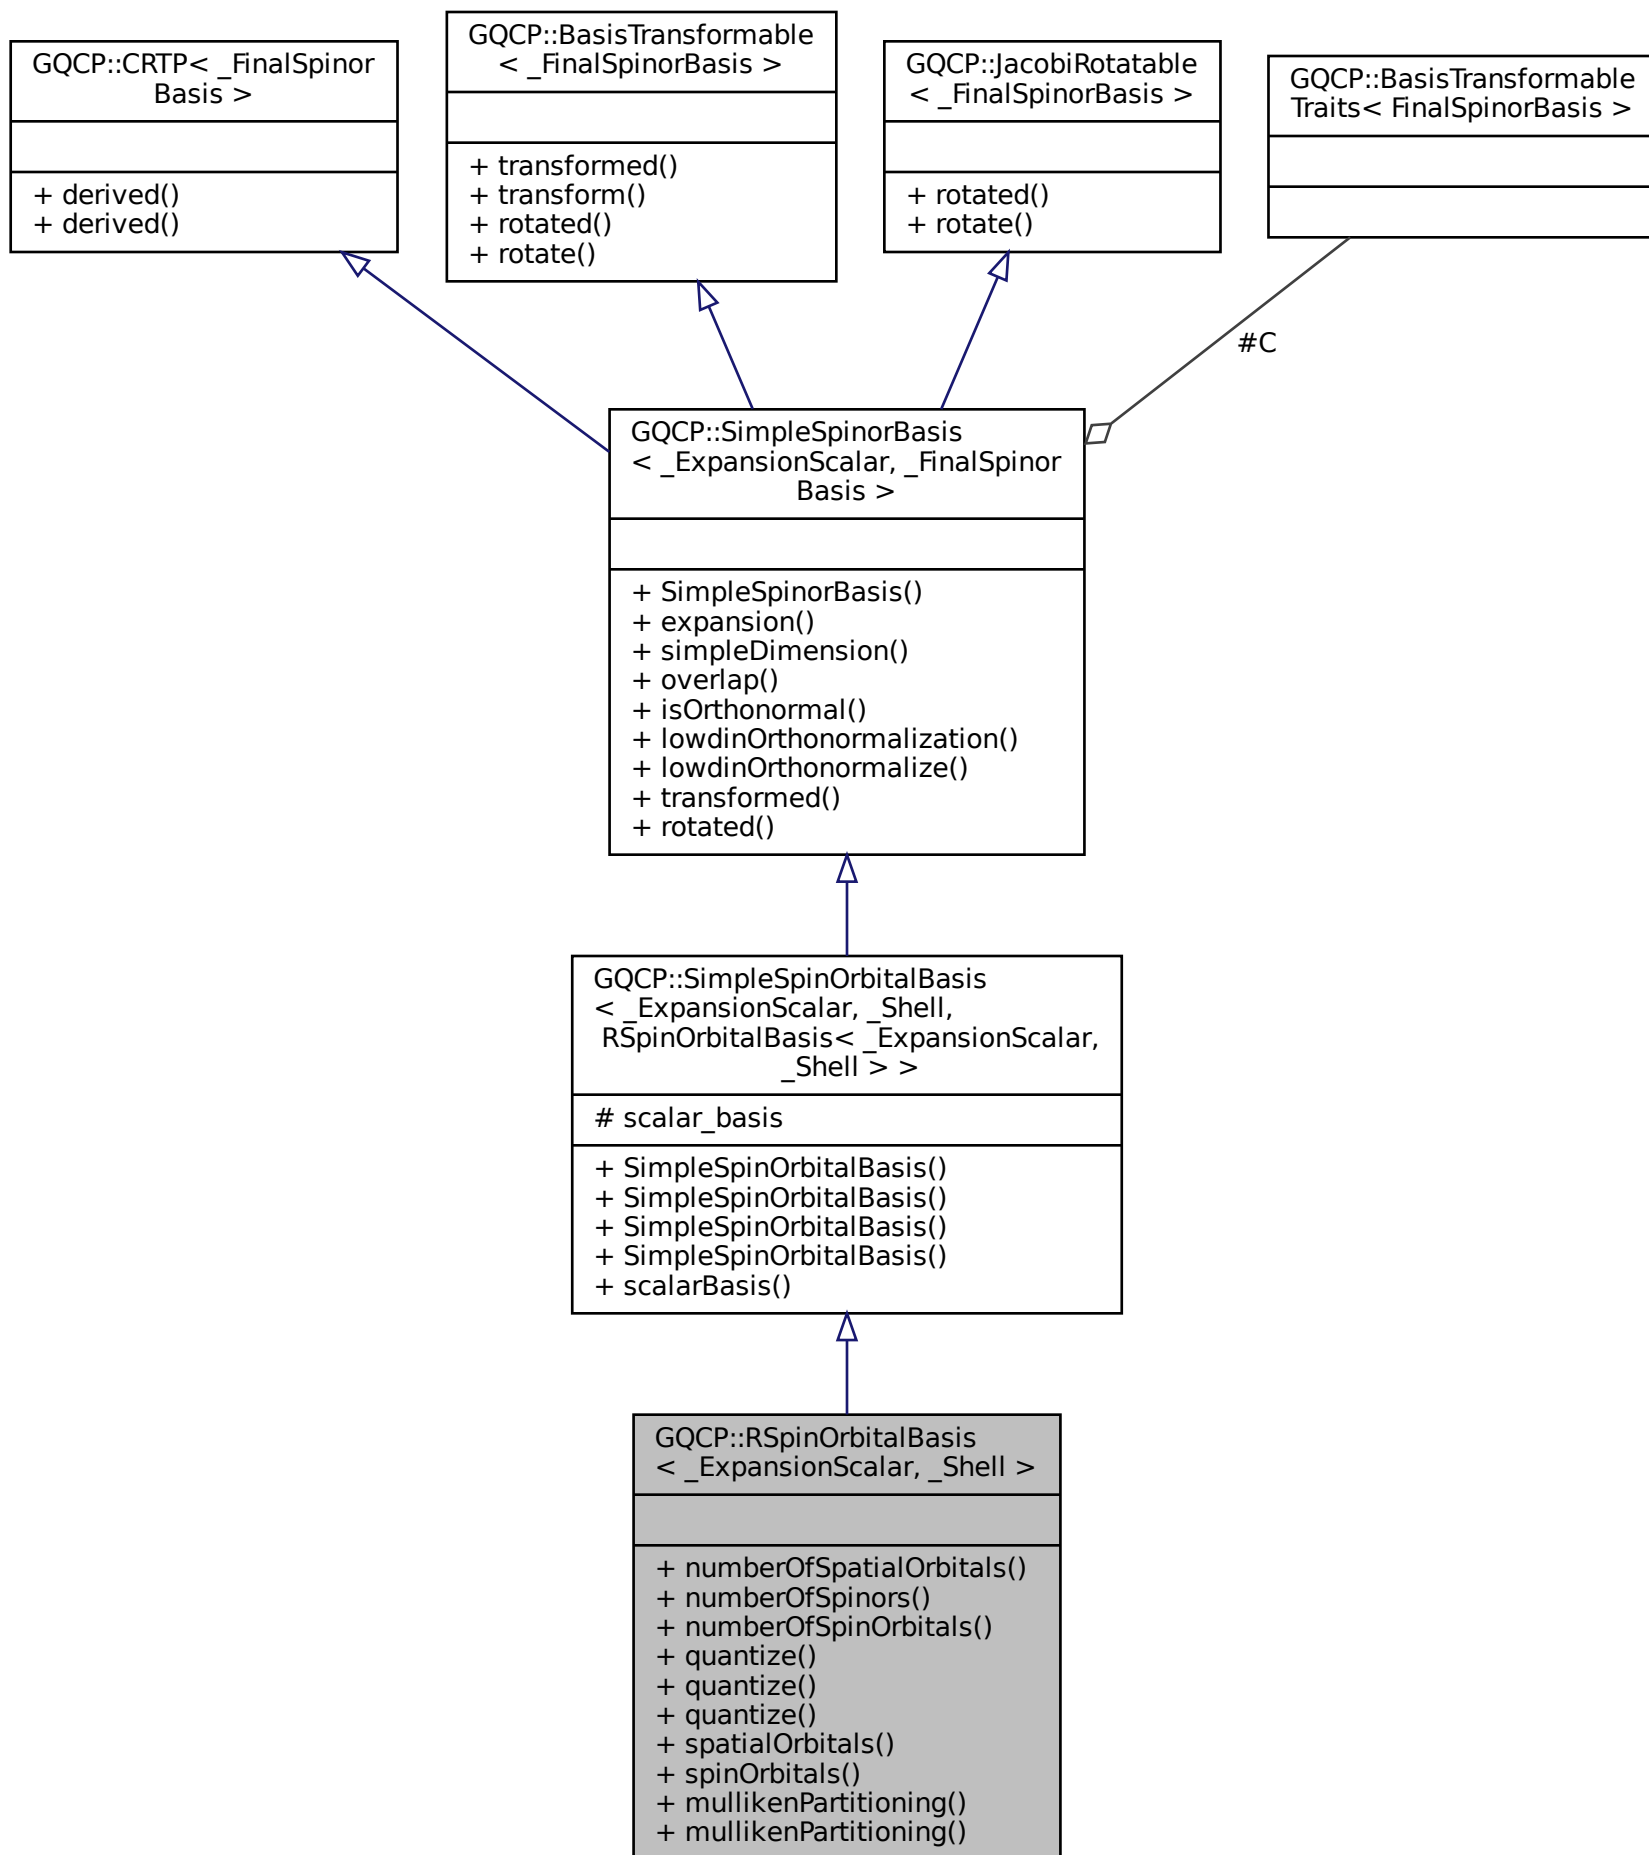 GQCP::CRTP< _FinalSpinor
Basis >
+ derived()
+ derived()
GQCP::BasisTransformable
< _FinalSpinorBasis >
+ transformed()
+ transform()
+ rotated()
+ rotate()
GQCP::JacobiRotatable
< _FinalSpinorBasis >
+ rotated()
+ rotate()
GQCP::BasisTransformable
Traits< FinalSpinorBasis >
#C
GQCP::SimpleSpinorBasis
< _ExpansionScalar, _FinalSpinor
Basis >
+ SimpleSpinorBasis()
+ expansion()
+ simpleDimension()
+ overlap()
+ isOrthonormal()
+ lowdinOrthonormalization()
+ lowdinOrthonormalize()
+ transformed()
+ rotated()
GQCP::SimpleSpinOrbitalBasis
< _ExpansionScalar, _Shell,
RSpinOrbitalBasis< _ExpansionScalar,
_Shell > >
# scalar_basis
+ SimpleSpinOrbitalBasis()
+ SimpleSpinOrbitalBasis()
+ SimpleSpinOrbitalBasis()
+ SimpleSpinOrbitalBasis()
+ scalarBasis()
GQCP::RSpinOrbitalBasis
< _ExpansionScalar, _Shell >
+ numberOfSpatialOrbitals()
+ numberOfSpinors()
+ numberOfSpinOrbitals()
+ quantize()
+ quantize()
+ quantize()
+ spatialOrbitals()
+ spinOrbitals()
+ mullikenPartitioning()
+ mullikenPartitioning()